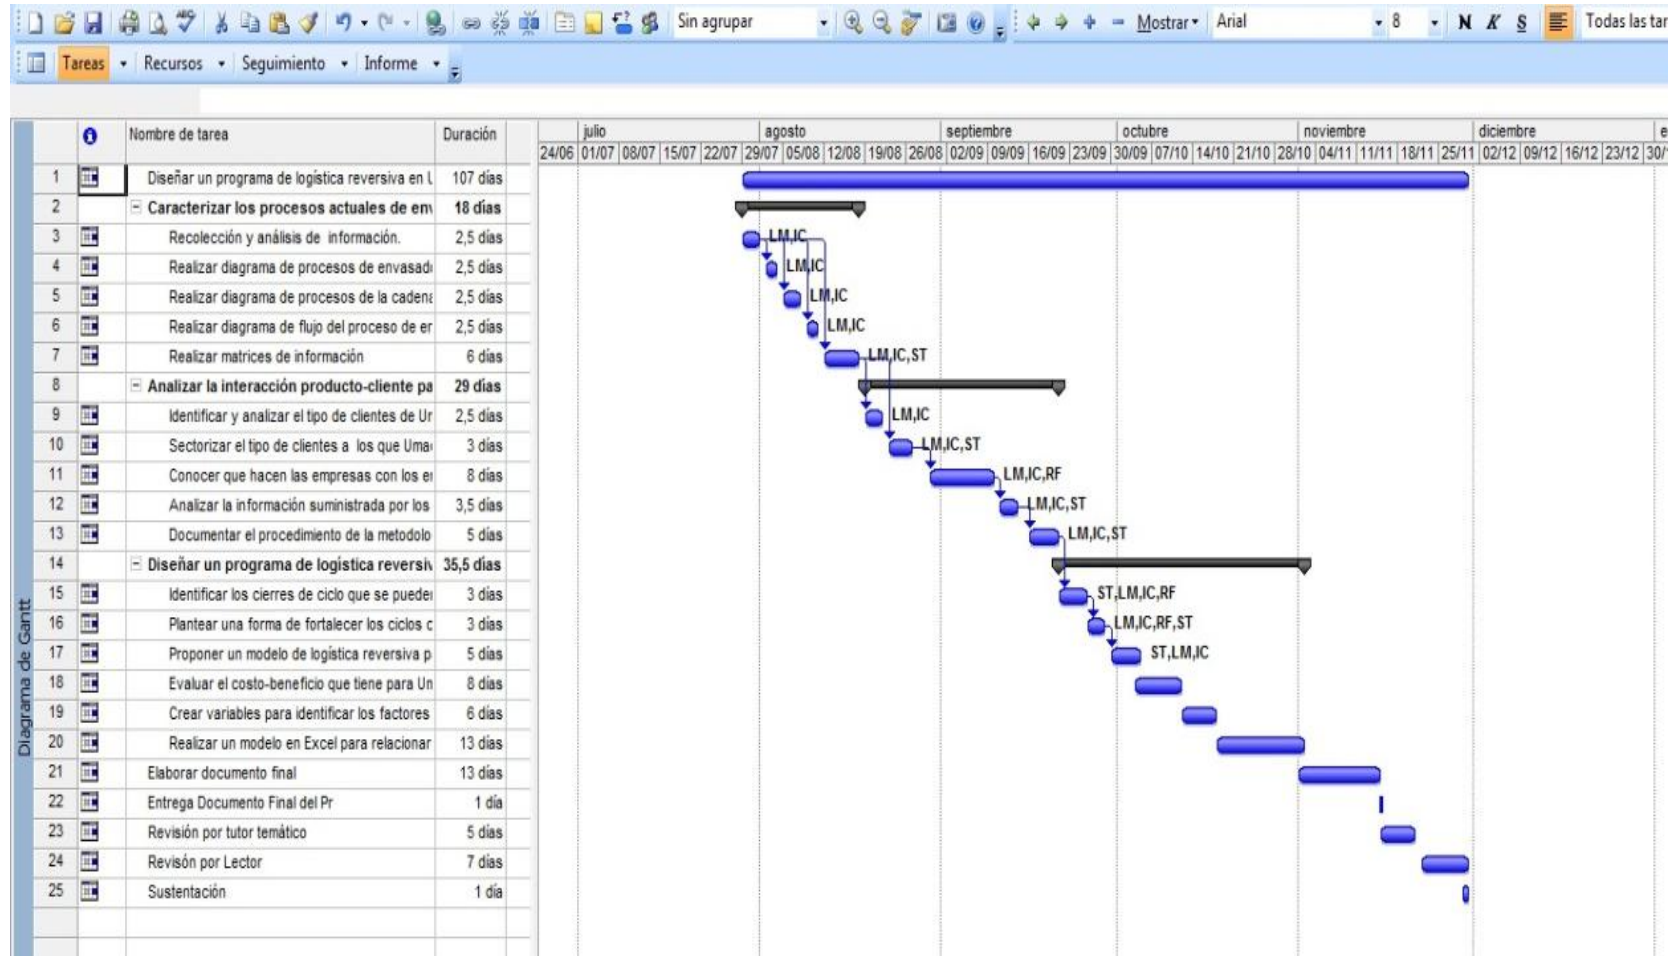 Sin agrupar Mostrar Arial 8 N K S Todas las tar
Tareas Recursos Seguimiento Informe
Nombre de tarea Duración
julio agosto septiembre octubre noviembre diciembre e
24/06 01/07 08/07 15/07 22/07 29/07 05/08 12/08 19/08 26/08 02/09 09/09 16/09 23/09 30/09 07/10 14/10 21/10 28/10 04/11 11/11 18/11 25/11 02/12 09/12 16/12 23/12 30/
1 Diseñar un programa de logística reversiva en 107 días
2 Caracterizar los procesos actuales de 18 días
3 Recolección y análisis de información. 2,5 días LM,IC
4 Realizar diagrama de procesos de envasad 2,5 días LM,IC
5 Realizar diagrama de procesos de la caden 2,5 días LM,IC
6 Realizar diagrama de flujo del proceso de er 2,5 días LM,IC
7 Realizar matrices de información 6 días LM,IC,ST
8 Analizar la interacción producto-cliente pa 29 días
9 Identificar y analizar el tipo de clientes de Ur 2,5 días LM,IC
10 Sectorizar el tipo de clientes a los que Uma 3 días LM,IC,ST
11 Conocer que hacen las empresas con los er 8 días LM,IC,RF
12 Analizar la información suministrada por los 3,5 días LM,IC,ST
13 Documentar el procedimiento de la metodolo 5 días LM,IC,ST
14 Diseñar un programa de logística reversiv 35,5 días
15 Identificar los cierres de ciclo que se puede 3 días ST,LM,IC,RF
16 Plantear una forma de fortalecer los ciclos c 3 días LM,IC,RF,ST
17 Proponer un modelo de logística reversiva p 5 días ST,LM,IC
18 Evaluar el costo-beneficio que tiene para Un 8 días
19 Crear variables para identificar los factores 6 días
20 Realizar un modelo en Excel para relacionar 13 días
21 Elaborar documento final 13 días
22 Entrega Documento Final del Pr 1 día
23 Revisión por tutor temático 5 días
24 Revisón por Lector 7 días
25 Sustentación 1 día
Diagrama de Gantt